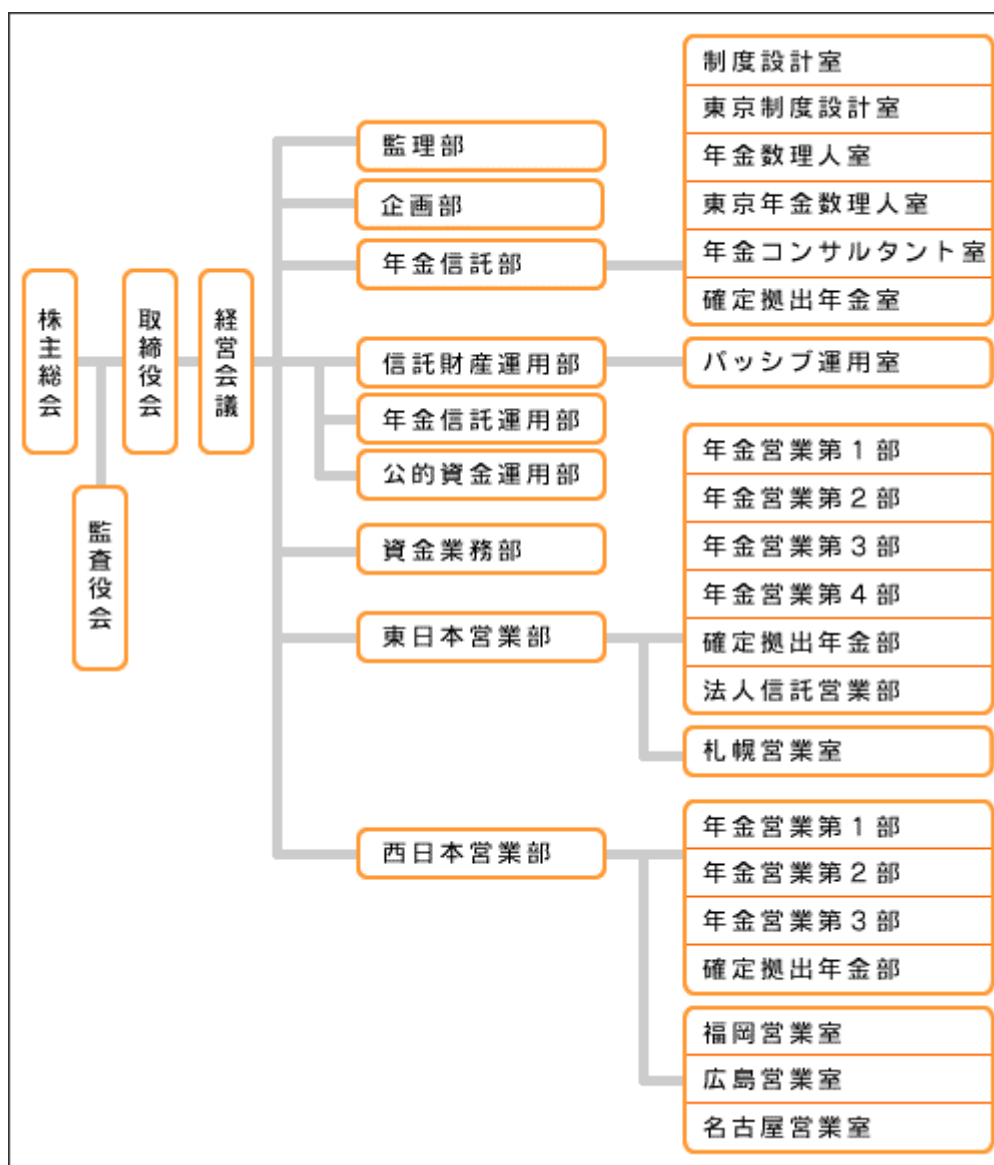 株主総会
監査役会
取締役会
経営会議
監理部
企画部
年金信託部
制度設計室
東京制度設計室
年金数理人室
東京年金数理人室
年金コンサルタント室
確定拠出年金室
信託財産運用部
パッシブ運用室
年金信託運用部
公的資金運用部
資金業務部
東日本営業部
年金営業第１部
年金営業第２部
年金営業第３部
年金営業第４部
確定拠出年金部
法人信託営業部
札幌営業室
西日本営業部
年金営業第１部
年金営業第２部
年金営業第３部
確定拠出年金部
福岡営業室
広島営業室
名古屋営業室